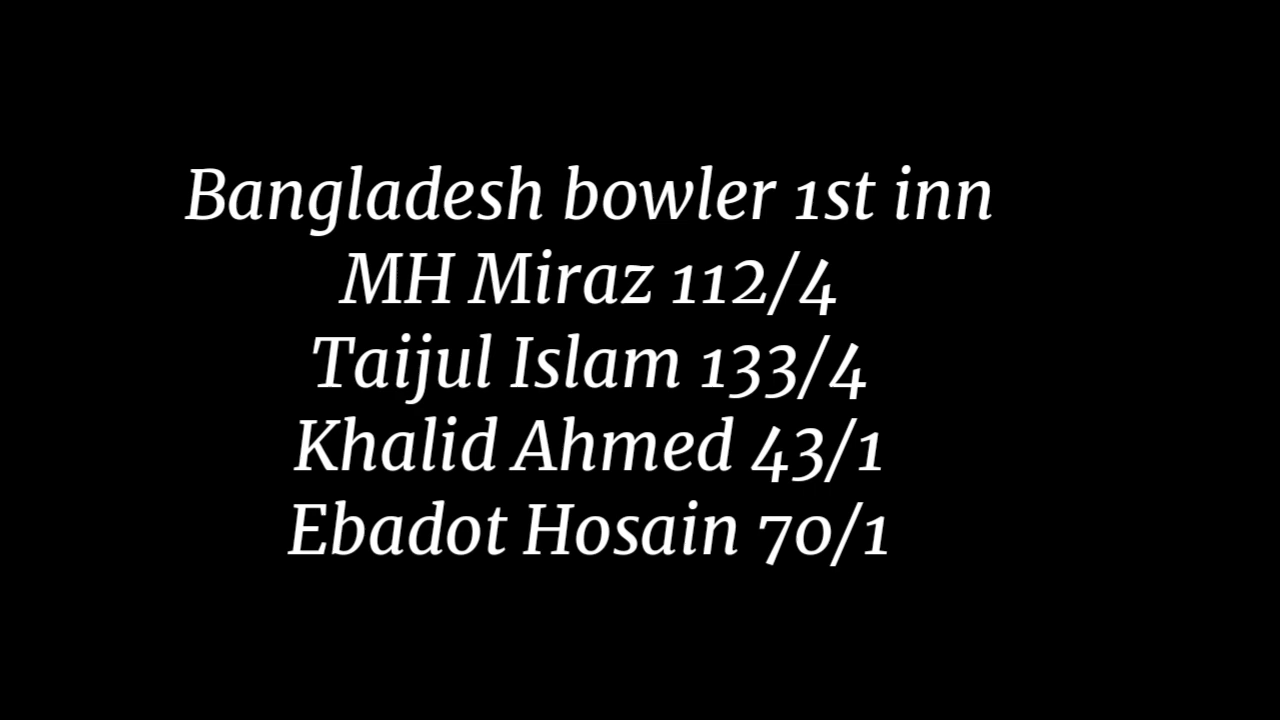 Bangladesh bowler 1st inn
MH Miraz 112/4
Taijul Islam 133/4
Khalid Ahmed 43/1
Ebadot Hosain 70/1